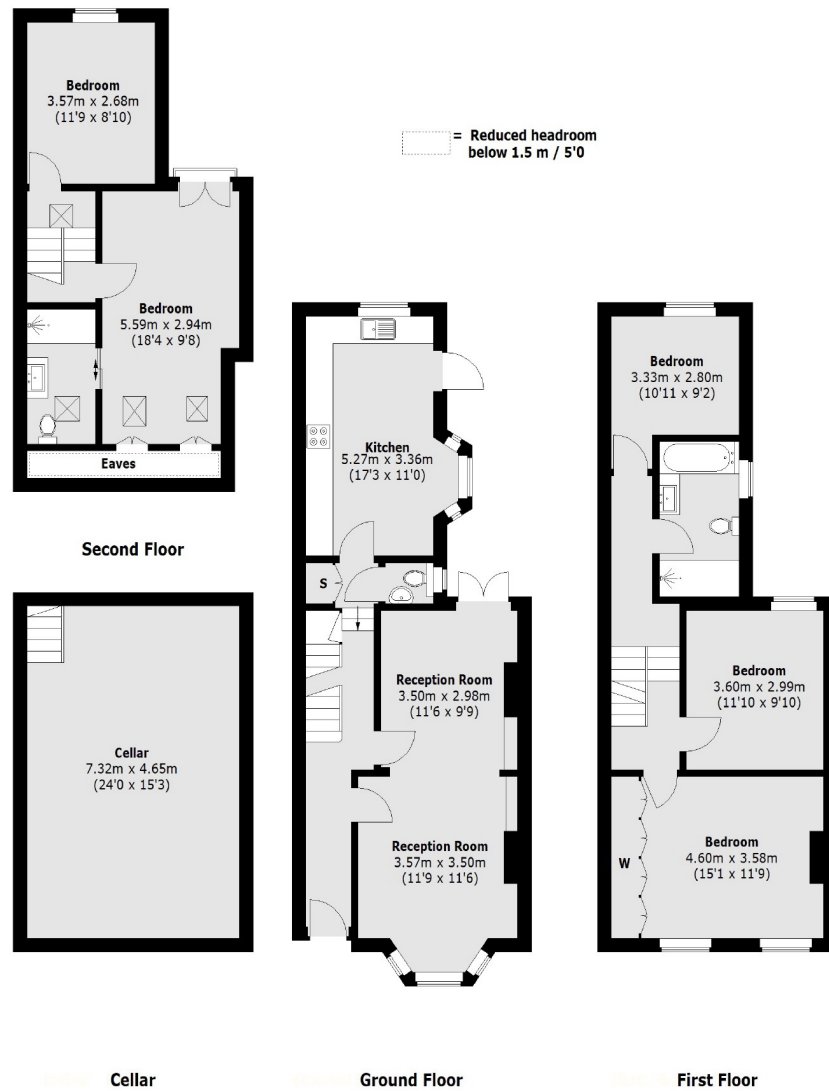 Bedroom
3.57m x 2.68m
(11'9 x 8'10)
= Reduced headroom
below 1.5 m / 5'0
Bedroom
5.59m x 2.94m
(18'4 x 9'8)
Eaves
Second Floor
Kitchen
5.27m x 3.36m
(17'3 x 11'0)
S
Reception Room
3.50m x 2.98m
(11'6 x 9'9)
Reception Room
3.57m x 3.50m
(11'9 x 11'6)
Bedroom
3.33m x 2.80m
(10'11 x 9'2)
Bedroom
3.60m x 2.99m
(11'10 x 9'10)
Bedroom
4.60m x 3.58m
(15'1 x 11'9)
W
Cellar
7.32m x 4.65m
(24'0 x 15'3)
Cellar
Ground Floor
First Floor